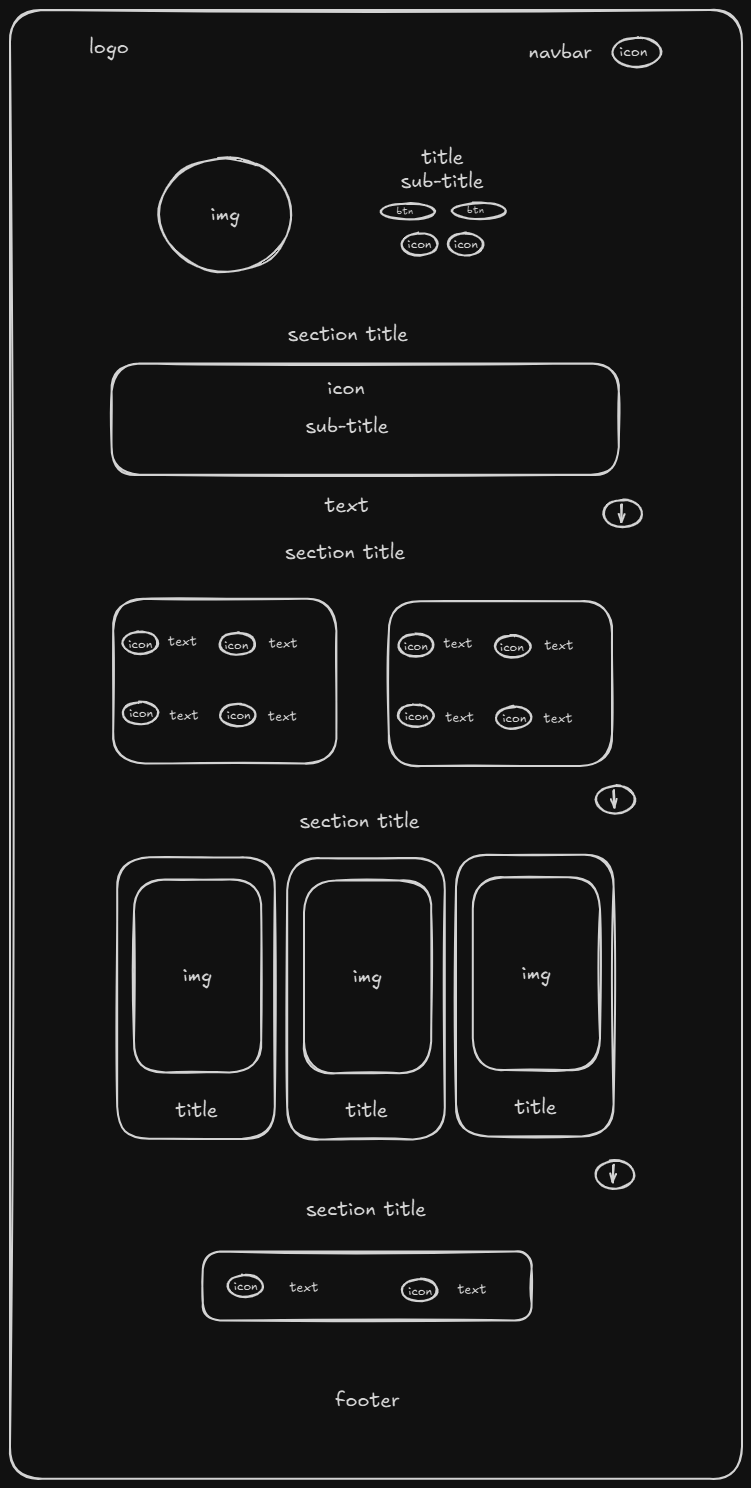 logo
navbar icon
img
title
sub-title
btn btn
icon icon
section title
icon
sub-title
text
section title
icon text icon text
icon text icon text
icon text icon text
icon text icon text
section title
img
title
img
title
img
title
section title
icon text icon text
footer